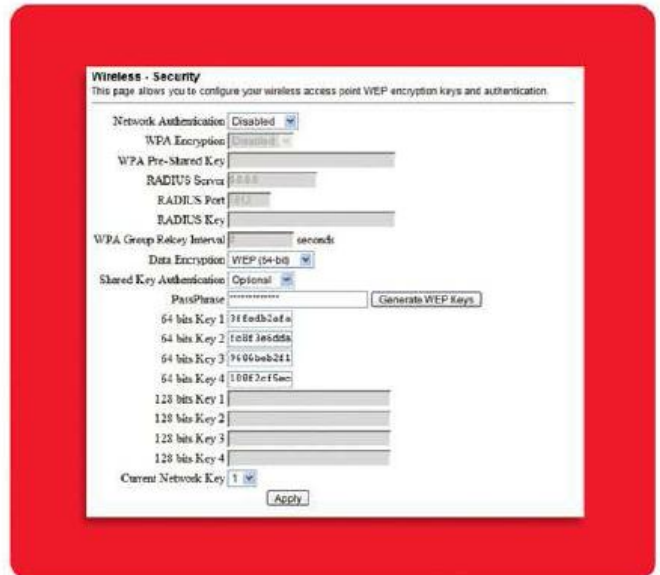 Wireless - Security
This page allows you to configure your wireless access point WEP encryption keys and authentication.
Network Authentication Disabled
WPA Encryption Disabled
WPA Pre-Shared Key
RADIUS Server 0.0.0.0
RADIUS Port
RADIUS Key
WPA Group Rekey Interval seconds
Data Encryption WEP (64-bit)
Shared Key Authentication Optional
PassPhrase ************* Generate WEP Keys
64 bits Key 1
64 bits Key 2
64 bits Key 3
64 bits Key 4
128 bits Key 1
128 bits Key 2
128 bits Key 3
128 bits Key 4
Current Network Key 1
Apply